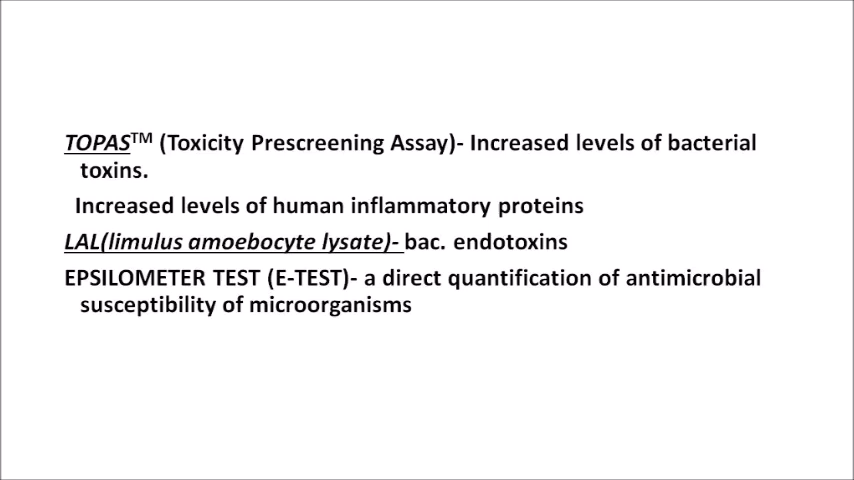 TOPAS™ (Toxicity Prescreening Assay)- Increased levels of bacterial
toxins.
Increased levels of human inflammatory proteins
LAL(limulus amoebocyte lysate)- bac. endotoxins
EPSILOMETER TEST (E-TEST)- a direct quantification of antimicrobial
susceptibility of microorganisms